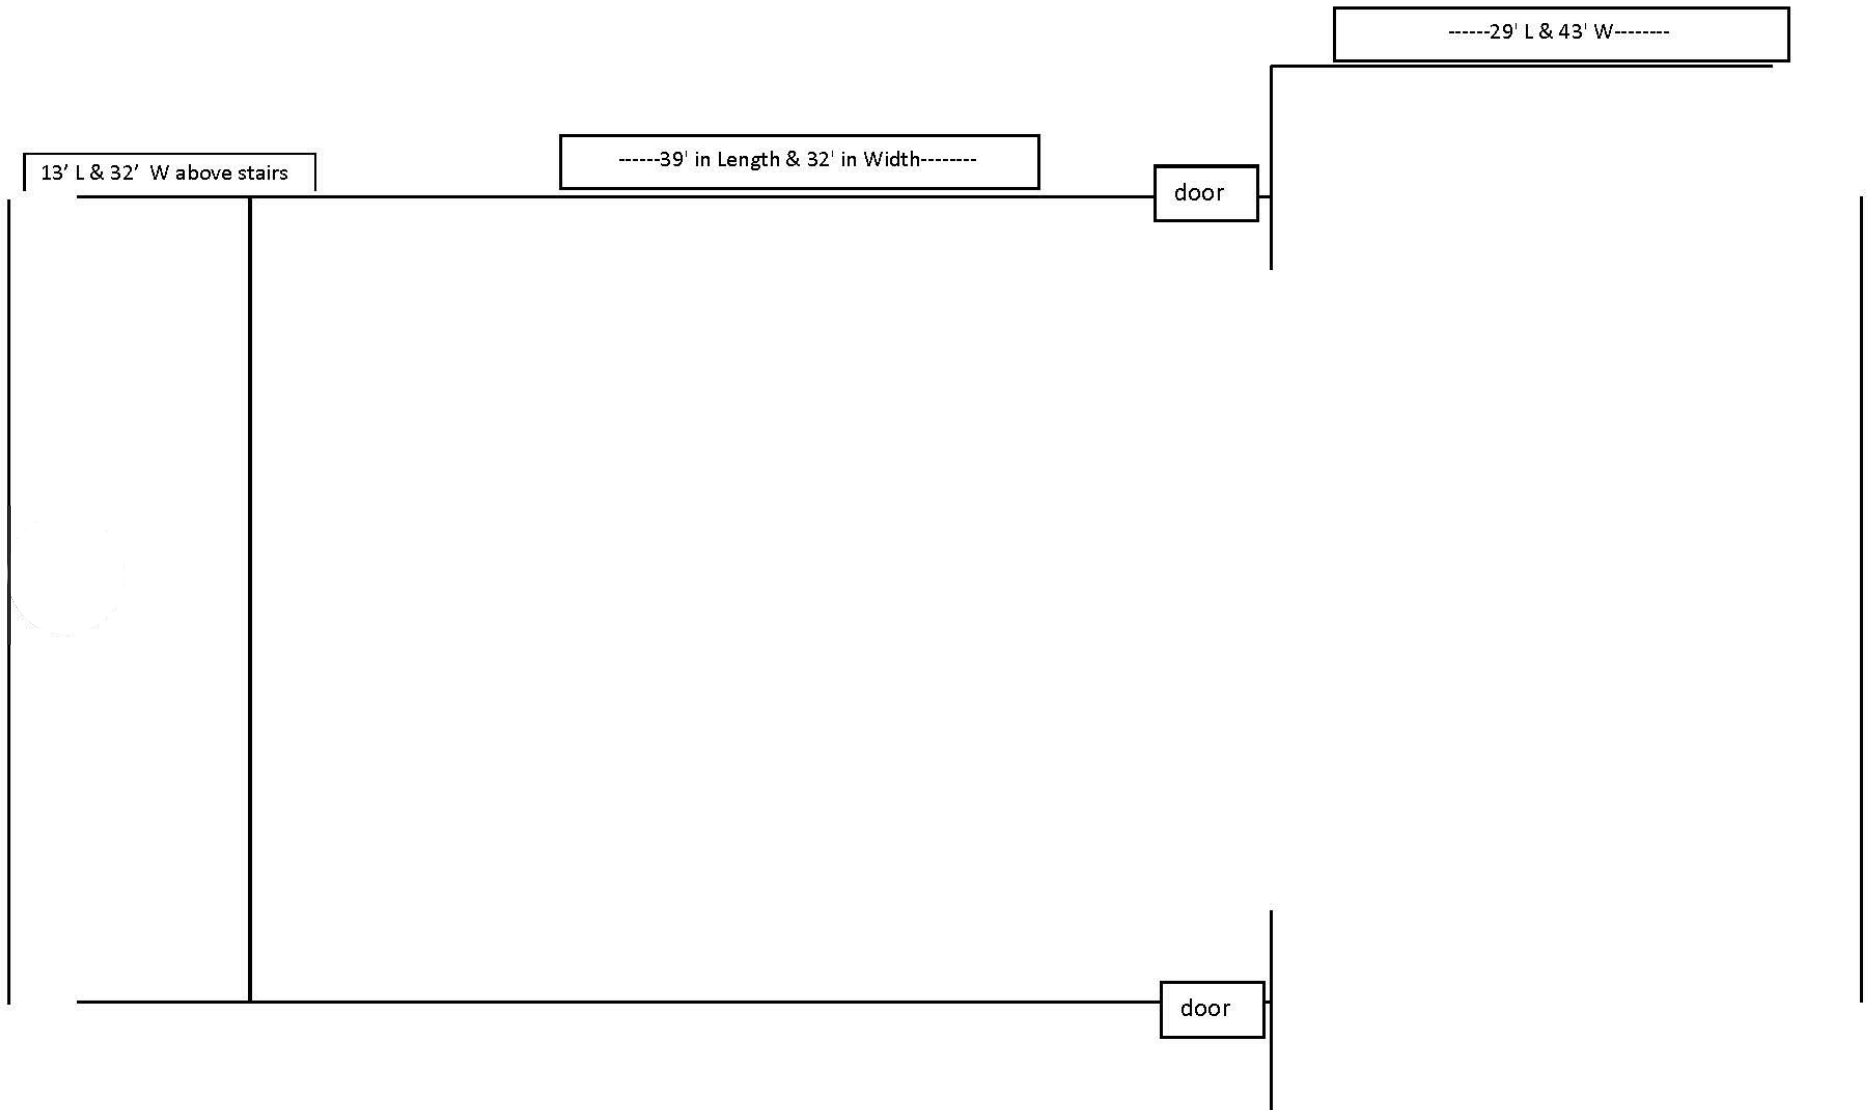 ------29' L & 43' W--------
------39' in Length & 32' in Width--------
13’ L & 32’  W above stairs
door
door